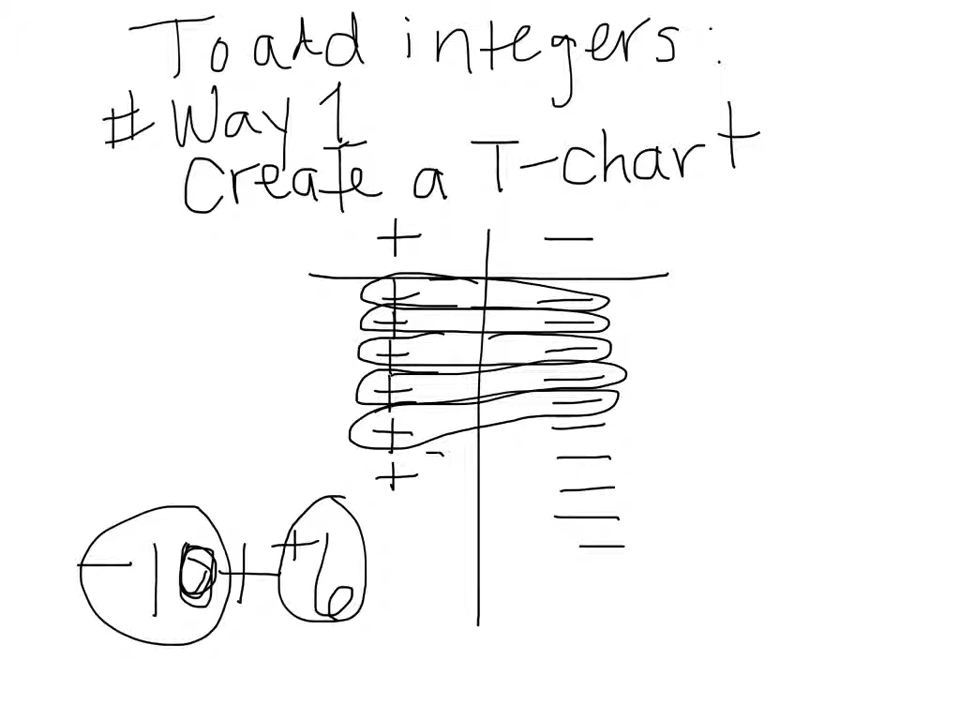 To add integers:
# Way 1
Create a T-chart
+ -
+ -
+ -
+ -
+ -
+ -
+ -
-
-
-
-
-10 + +6